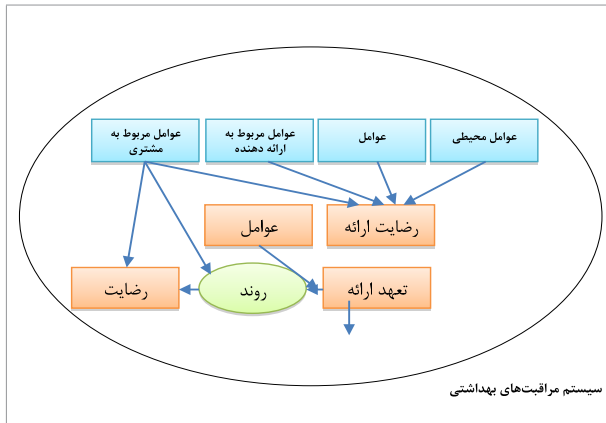 عوامل محیطی
عوامل
عوامل مربوط به
ارائه دهنده
عوامل مربوط به
مشتری
رضایت ارائه
عوامل
تعهد ارائه
روند
رضایت
سیستم مراقبت‌های بهداشتی